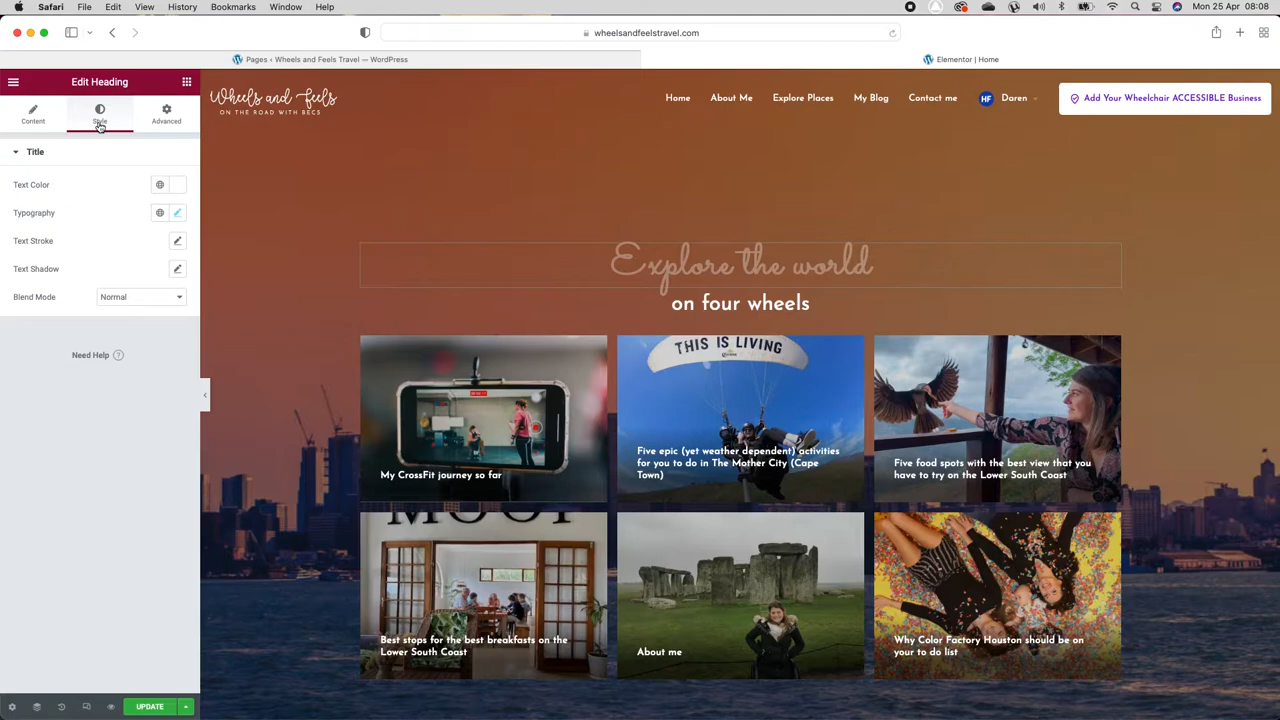 Safari File Edit View History Bookmarks Window Help
Mon 25 Apr 08:08
wheelsandfeelstravel.com
Pages ‹ Wheels and Feels Travel — WordPress
Elementor | Home
Edit Heading
Content
Style
Advanced
Title
Text Color
Typography
Text Stroke
Text Shadow
Blend Mode
Normal
Need Help ?
UPDATE
Wheels and Feels
ON THE ROAD WITH BECS
Home
About Me
Explore Places
My Blog
Contact me
HF
Daren
Add Your Wheelchair ACCESSIBLE Business
Explore the world
on four wheels
My CrossFit journey so far
THIS IS LIVING
Five epic (yet weather dependent) activities
for you to do in The Mother City (Cape
Town)
Five food spots with the best view that you
have to try on the Lower South Coast
Best stops for the best breakfasts on the
Lower South Coast
About me
Why Color Factory Houston should be on
your to do list